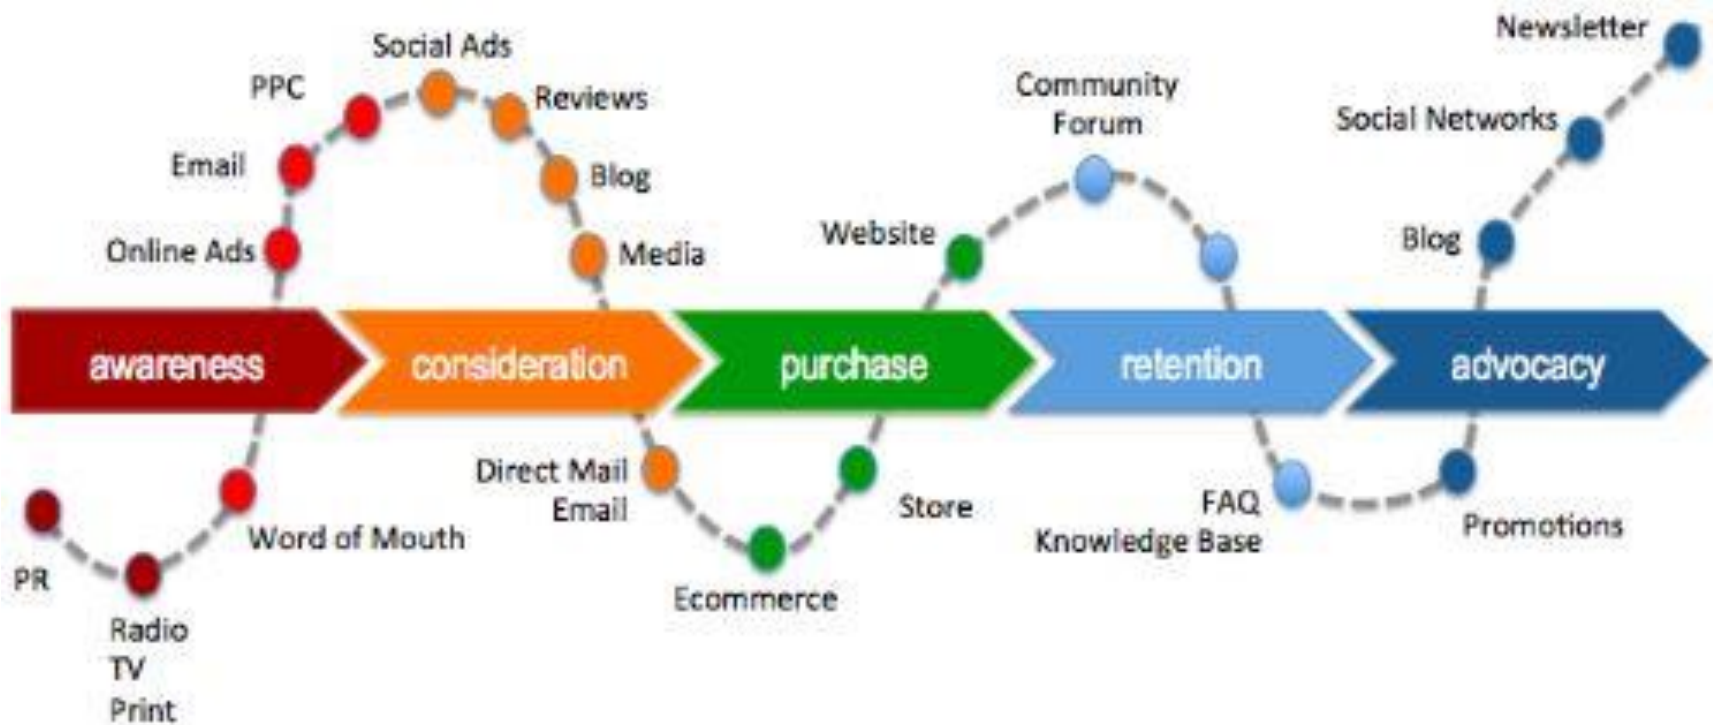 Social Ads
PPC
Reviews
Email
Blog
Online Ads
Media
Community
Forum
Website
Newsletter
Social Networks
Blog
awareness
consideration
purchase
retention
advocacy
PR
Radio
TV
Print
Word of Mouth
Direct Mail
Email
Ecommerce
Store
FAQ
Knowledge Base
Promotions